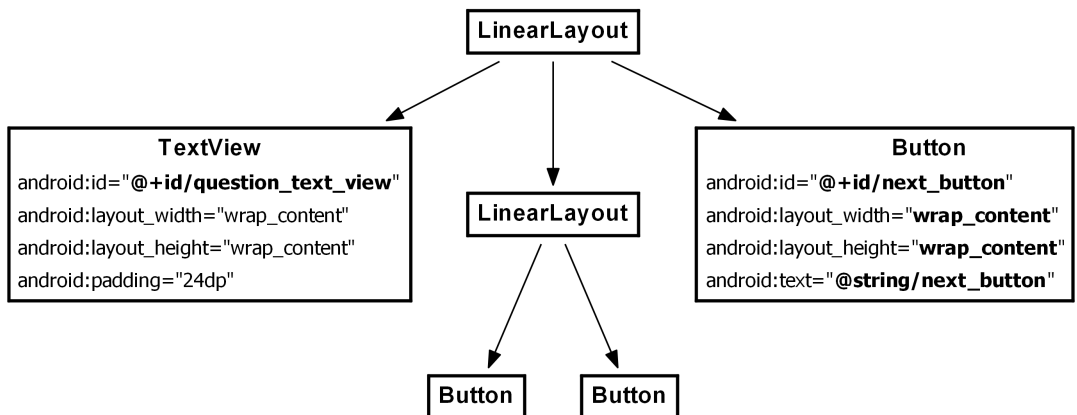 LinearLayout
TextView
android:id="@+id/question_text_view"
android:layout_width="wrap_content"
android:layout_height="wrap_content"
android:padding="24dp"
LinearLayout
Button
android:id="@+id/next_button"
android:layout_width="wrap_content"
android:layout_height="wrap_content"
android:text="@string/next_button"
Button
Button